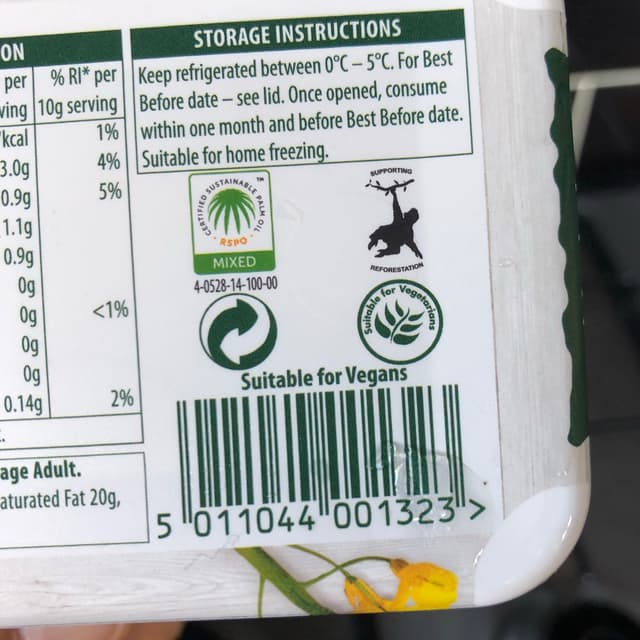 STORAGE INSTRUCTIONS
Keep refrigerated between 0°C – 5°C. For Best
Before date – see lid. Once opened, consume
within one month and before Best Before date.
Suitable for home freezing.
ON
per % RI* per
ving 10g serving
kcal 1%
3.0g 4%
0.9g 5%
1.1g
0.9g
0g
0g <1%
0g
0g
0.14g 2%
age Adult.
aturated Fat 20g,
CERTIFIED SUSTAINABLE PALM OIL ™
RSPO
MIXED
4-0528-14-100-00
SUPPORTING
REFORESTATION
Suitable for Vegetarians
Suitable for Vegans
5 011044 001323 >